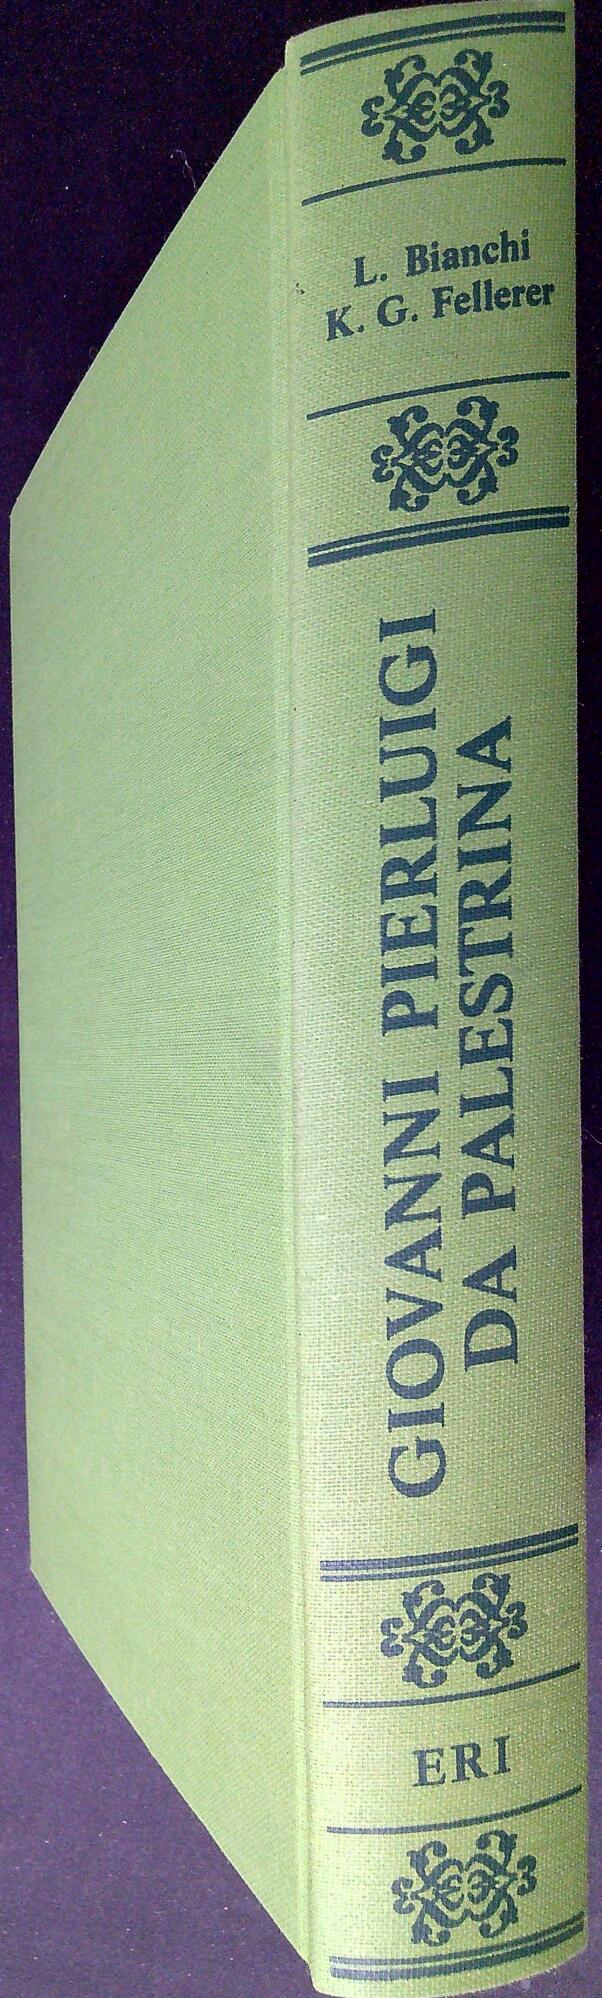 L. Bianchi
K. G. Fellerer
GIOVANNI PIERLUIGI
DA PALESTRINA
ERI